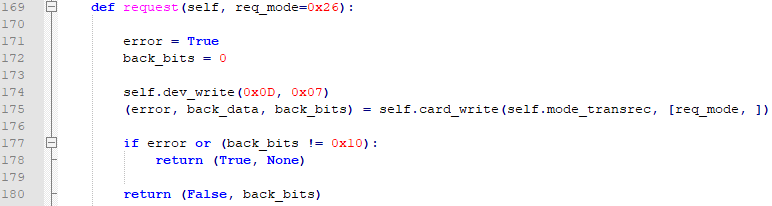 169 def request(self, req_mode=0x26):
170
171 error = True
172 back_bits = 0
173
174 self.dev_write(0x0D, 0x07)
175 (error, back_data, back_bits) = self.card_write(self.mode_transrec, [req_mode, ])
176
177 if error or (back_bits != 0x10):
178 return (True, None)
179
180 return (False, back_bits)